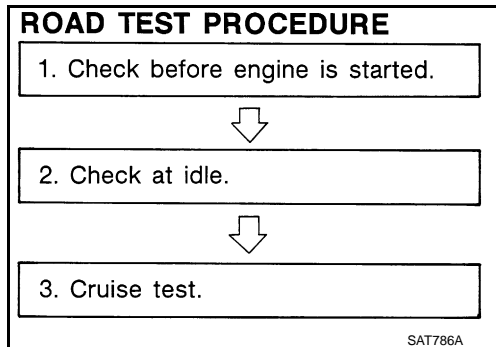 ROAD TEST PROCEDURE
1. Check before engine is started.
2. Check at idle.
3. Cruise test.
SAT786A